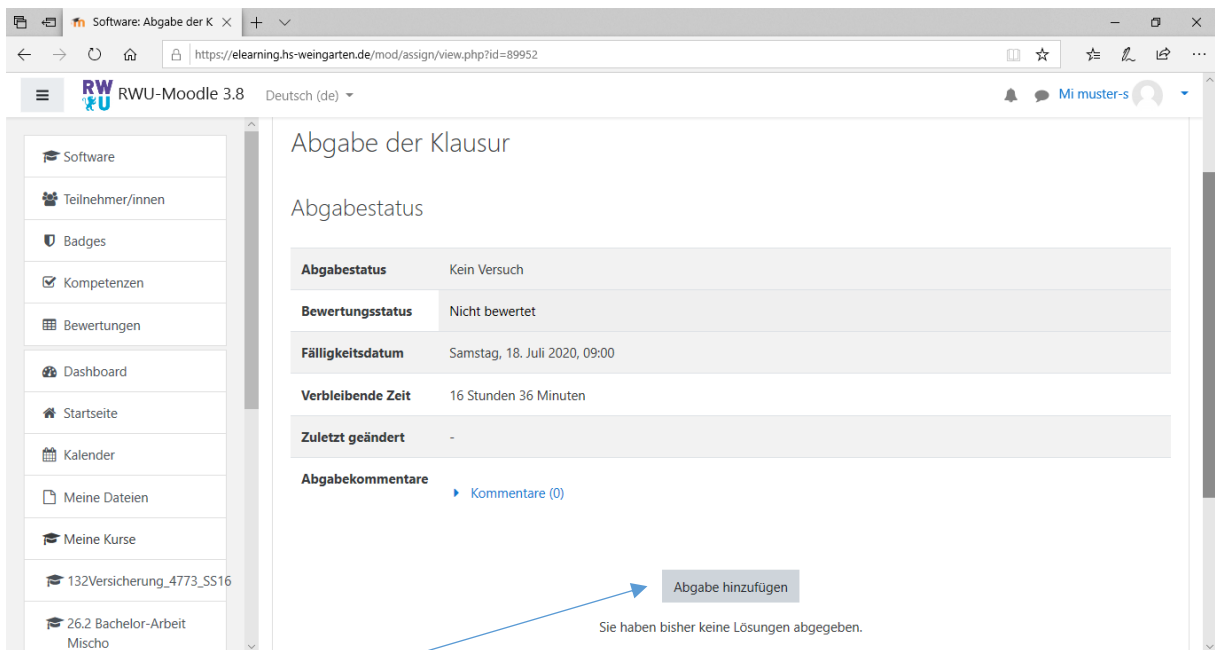 Software: Abgabe der K
https://elearning.hs-weingarten.de/mod/assign/view.php?id=89952
RW U RWU-Moodle 3.8 Deutsch (de) Mi muster-s
Software
Teilnehmer/innen
Badges
Kompetenzen
Bewertungen
Dashboard
Startseite
Kalender
Meine Dateien
Meine Kurse
132Versicherung_4773_SS16
26.2 Bachelor-Arbeit
Mischo
Abgabe der Klausur
Abgabestatus
Abgabestatus Kein Versuch
Bewertungsstatus Nicht bewertet
Fälligkeitsdatum Samstag, 18. Juli 2020, 09:00
Verbleibende Zeit 16 Stunden 36 Minuten
Zuletzt geändert -
Abgabekommentare
Kommentare (0)
Abgabe hinzufügen
Sie haben bisher keine Lösungen abgegeben.